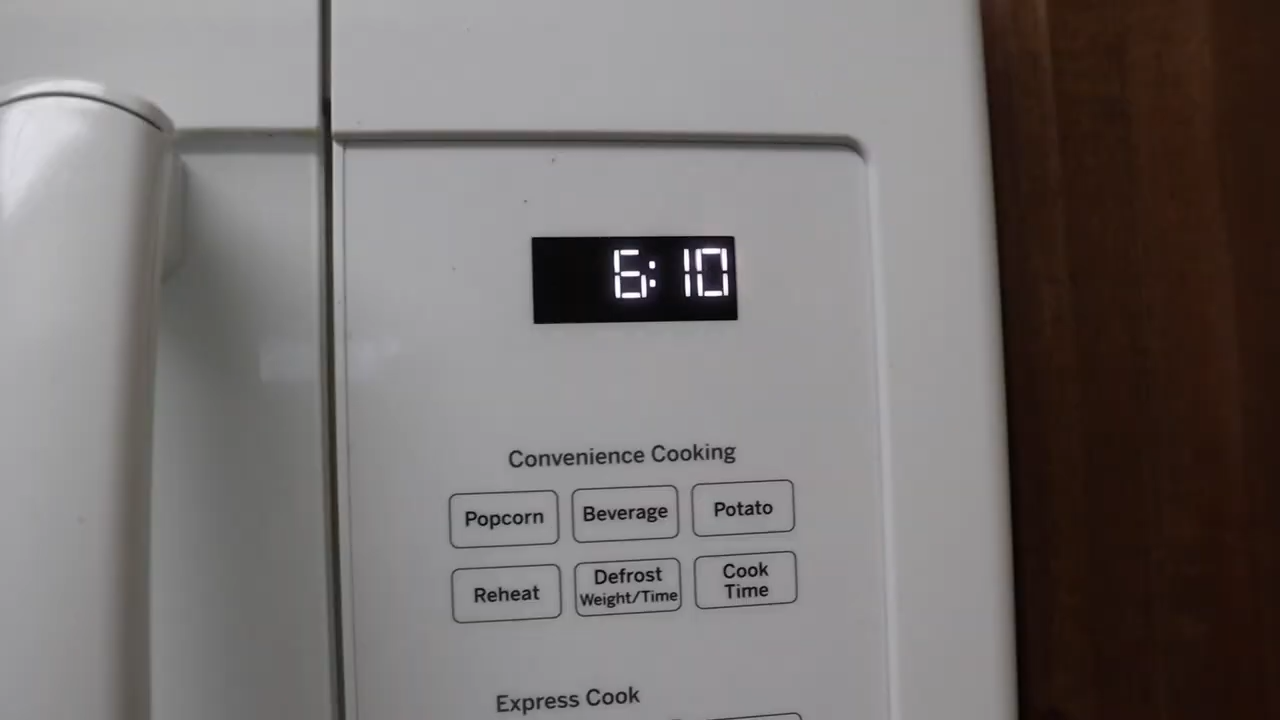 6:10
Convenience Cooking
Popcorn
Beverage
Potato
Reheat
Defrost
Weight/Time
Cook
Time
Express Cook